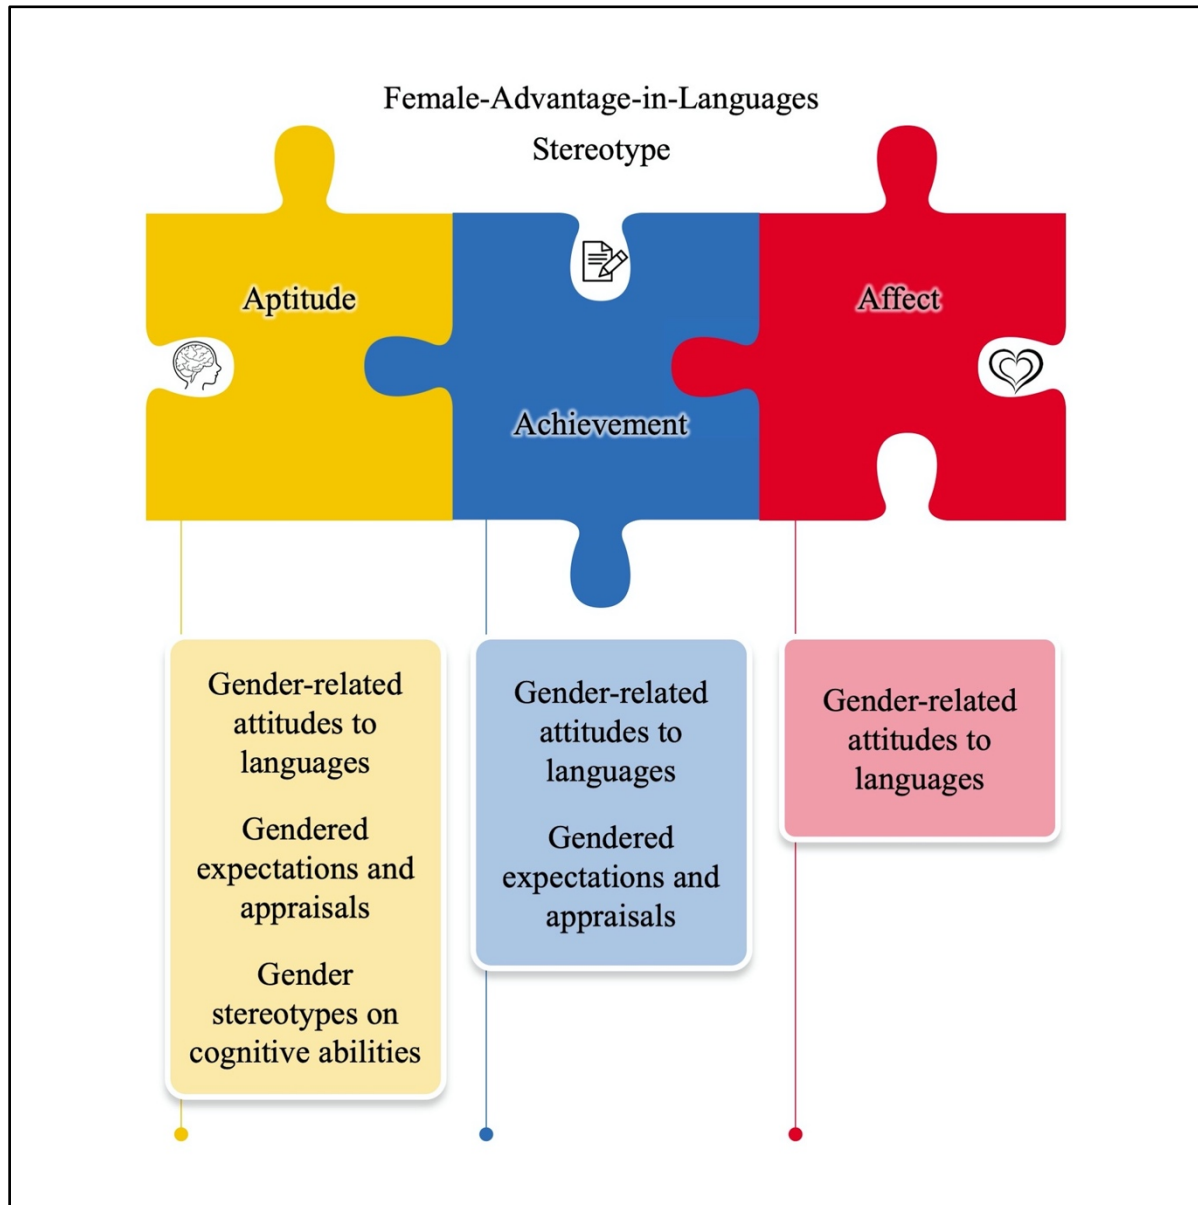 Female-Advantage-in-Languages
Stereotype
Aptitude
Achievement
Affect
Gender-related
attitudes to
languages
Gendered
expectations and
appraisals
Gender
stereotypes on
cognitive abilities
Gender-related
attitudes to
languages
Gendered
expectations and
appraisals
Gender-related
attitudes to
languages